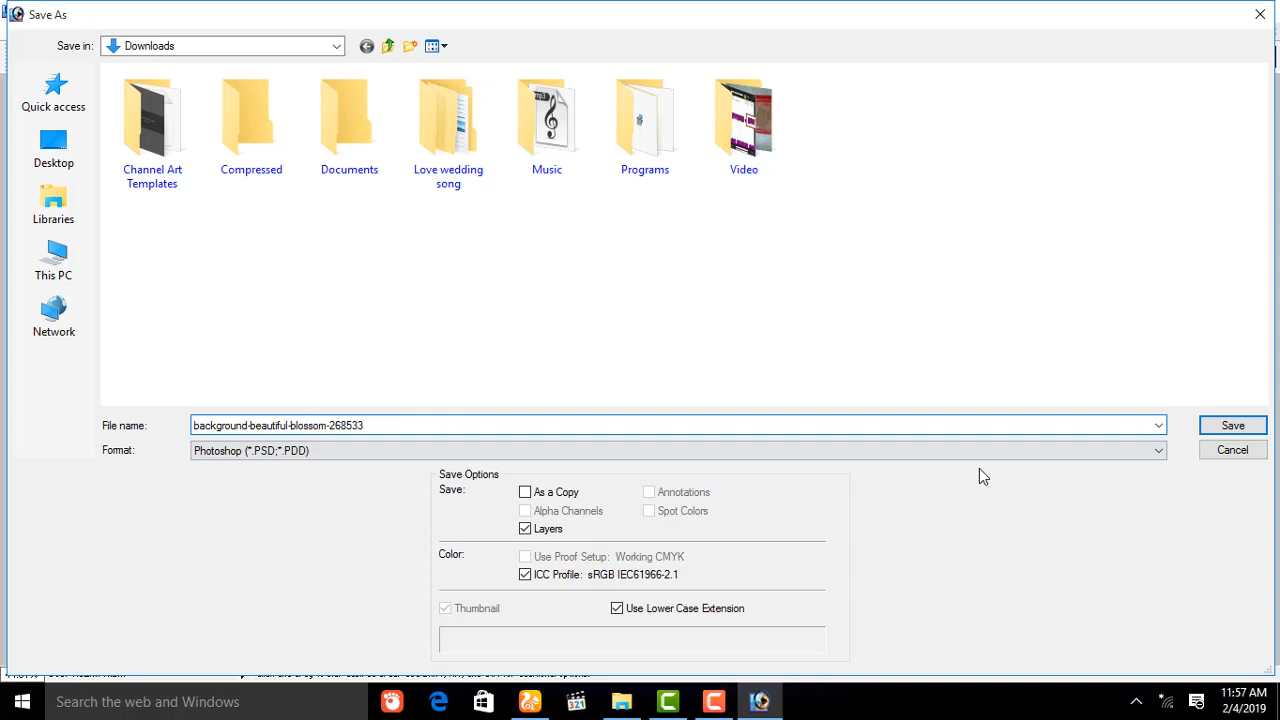 Save As
Save in:
Downloads
Quick access
Desktop
Libraries
This PC
Network
Channel Art
Templates
Compressed
Documents
Love wedding
song
Music
Programs
Video
File name:
background-beautiful-blossom-268533
Save
Format:
Photoshop (*.PSD;*.PDD)
Cancel
Save Options
Save:
As a Copy
Annotations
Alpha Channels
Spot Colors
Layers
Color:
Use Proof Setup: Working CMYK
ICC Profile: sRGB IEC61966-2.1
Thumbnail
Use Lower Case Extension
Search the web and Windows
321
11:57 AM
2/4/2019